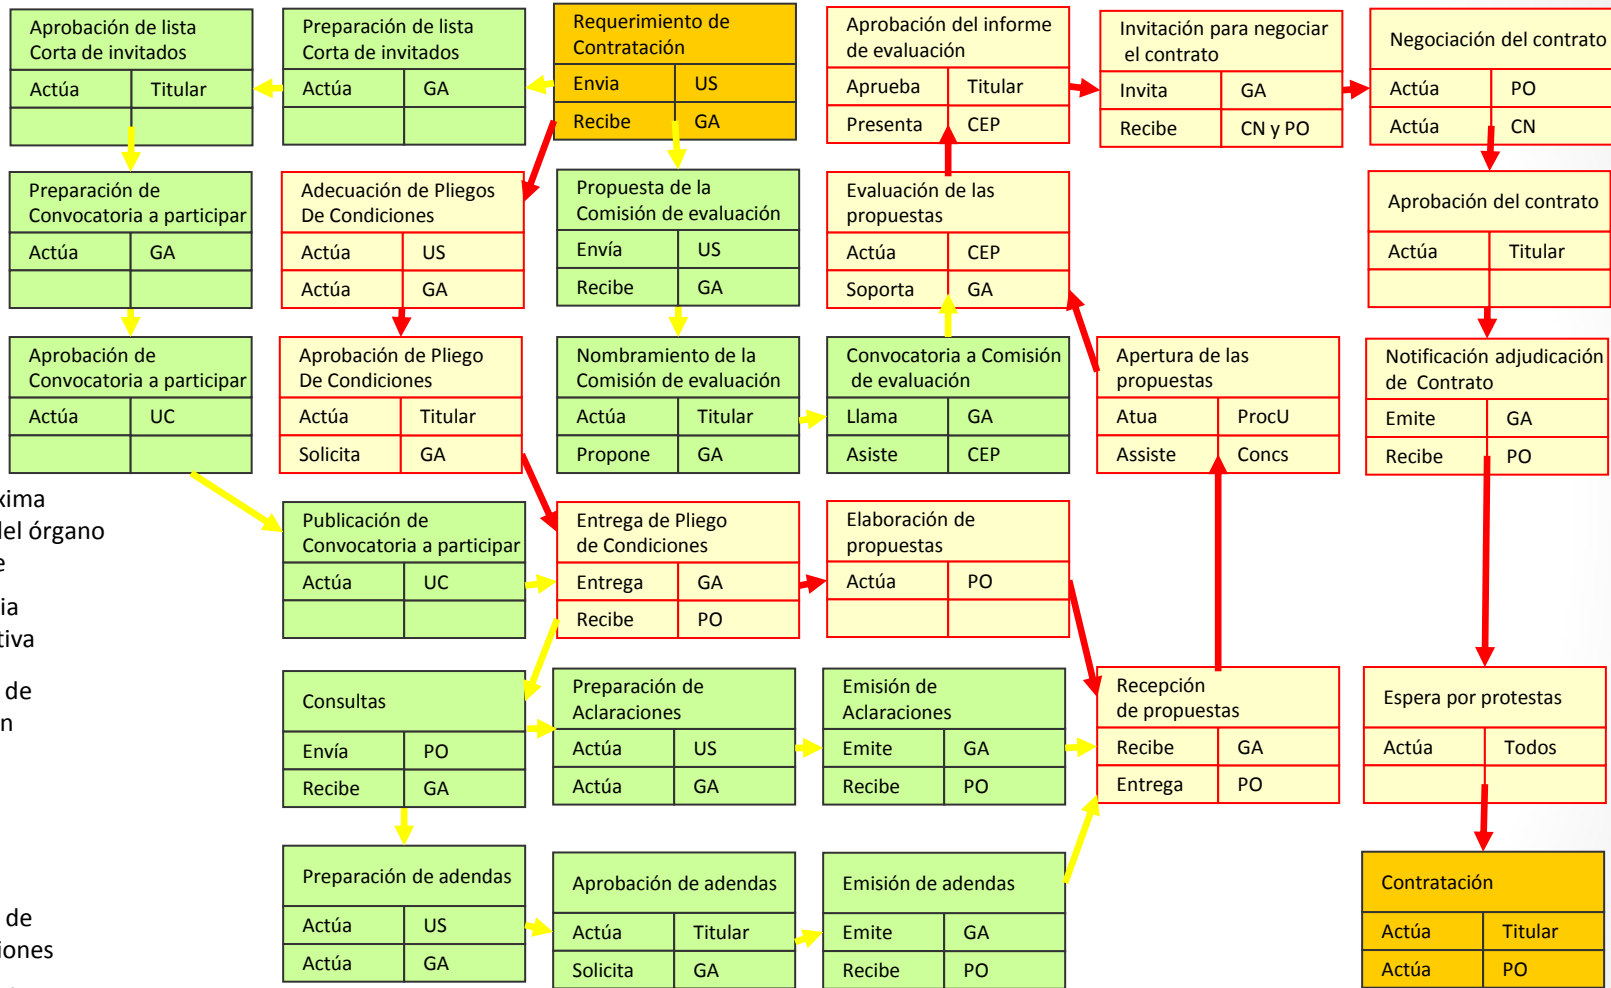 Aprobación de lista
Corta de invitados
Actúa Titular
Preparación de lista
Corta de invitados
Actúa GA
Requerimiento de
Contratación
Envia US
Recibe GA
Aprobación del informe
de evaluación
Aprueba Titular
Presenta CEP
Invitación para negociar
el contrato
Invita GA
Recibe CN y PO
Negociación del contrato
Actúa PO
Actúa CN
Preparación de
Convocatoria a participar
Actúa GA
Adecuación de Pliegos
De Condiciones
Actúa US
Actúa GA
Propuesta de la
Comisión de evaluación
Envía US
Recibe GA
Evaluación de las
propuestas
Actúa CEP
Soporta GA
Aprobación del contrato
Actúa Titular
Aprobación de
Convocatoria a participar
Actúa UC
Aprobación de Pliego
De Condiciones
Actúa Titular
Solicita GA
Nombramiento de la
Comisión de evaluación
Actúa Titular
Propone GA
Convocatoria a Comisión
de evaluación
Llama GA
Asiste CEP
Apertura de las
propuestas
Atua ProcU
Assiste Concs
Notificación adjudicación
de Contrato
Emite GA
Recibe PO
xima
del órgano
e
ia
tiva
de
n
de
iones
Publicación de
Convocatoria a participar
Actúa UC
Entrega de Pliego
de Condiciones
Entrega GA
Recibe PO
Elaboración de
propuestas
Actúa PO
Consultas
Envía PO
Recibe GA
Preparación de
Aclaraciones
Actúa US
Actúa GA
Emisión de
Aclaraciones
Emite GA
Recibe PO
Recepción
de propuestas
Recibe GA
Entrega PO
Espera por protestas
Actúa Todos
Preparación de adendas
Actúa US
Actúa GA
Aprobación de adendas
Actúa Titular
Solicita GA
Emisión de adendas
Emite GA
Recibe PO
Contratación
Actúa Titular
Actúa PO